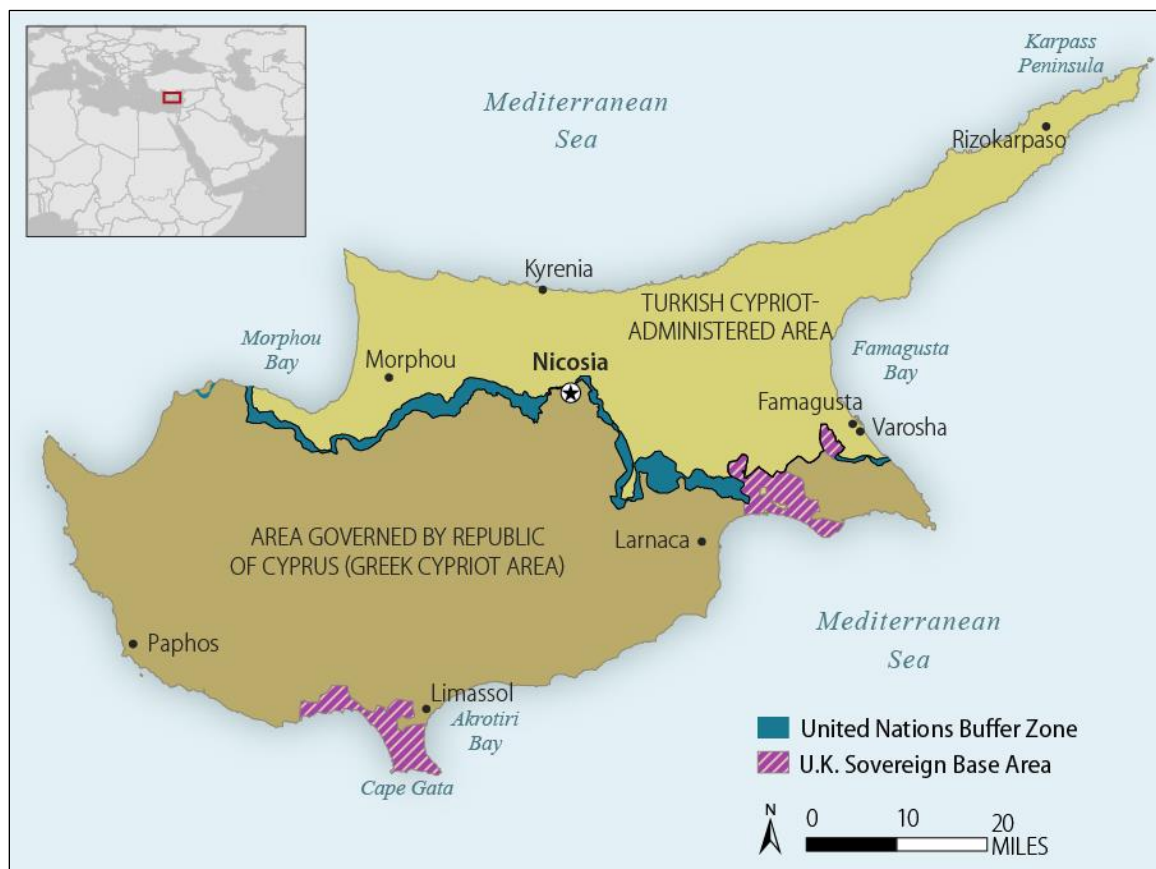 Karpass
Peninsula
Mediterranean
Sea
Rizokarpaso
Kyrenia
TURKISH CYPRIOT-
ADMINISTERED AREA
Morphou
Bay
Morphou
Nicosia
Famagusta
Bay
Famagusta
Varosha
AREA GOVERNED BY REPUBLIC
OF CYPRUS (GREEK CYPRIOT AREA)
Larnaca
Paphos
Mediterranean
Sea
Limassol
Akrotiri
Bay
Cape Gata
United Nations Buffer Zone
U.K. Sovereign Base Area
N
0 10 20
MILES